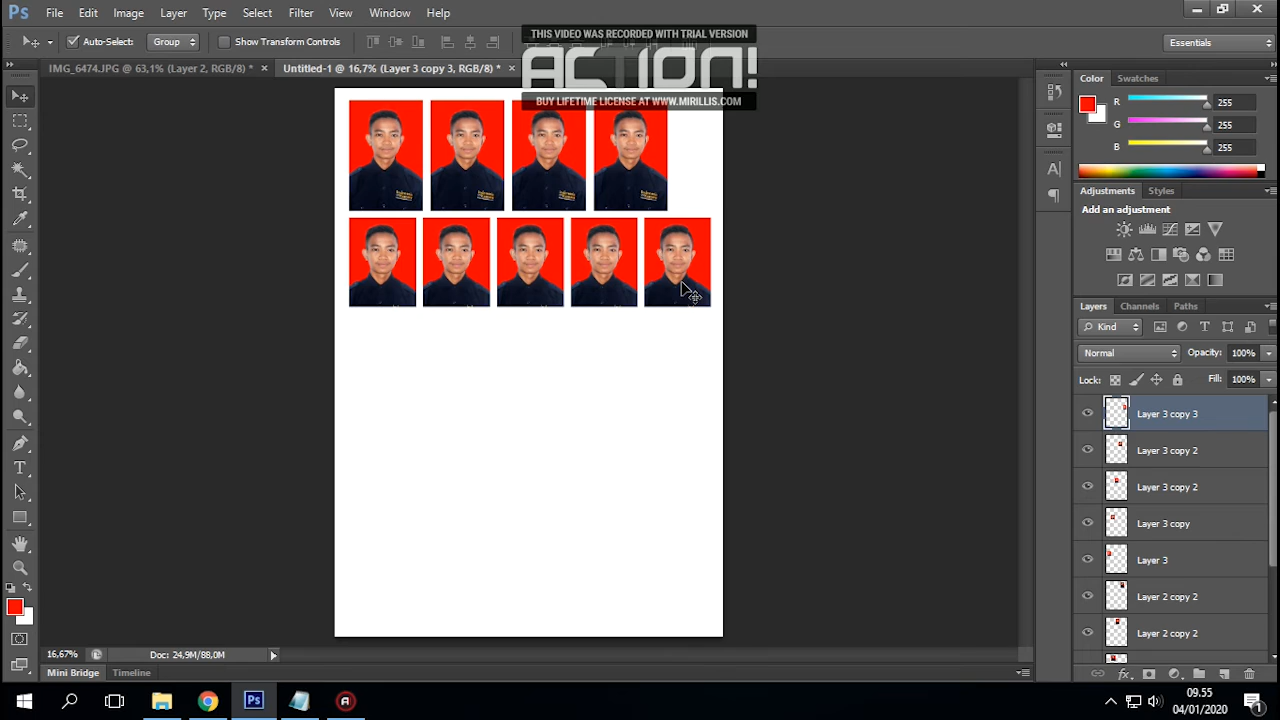 Ps File Edit Image Layer Type Select Filter View Window Help
Auto-Select: Group Show Transform Controls
THIS VIDEO WAS RECORDED WITH TRIAL VERSION
ACTION!
BUY LIFETIME LICENSE AT WWW.MIRILLIS.COM
Essentials
IMG_6474.JPG @ 63,1% (Layer 2, RGB/8) * ×
Untitled-1 @ 16,7% (Layer 3 copy 3, RGB/8) * ×
Color Swatches
R 255
G 255
B 255
Adjustments Styles
Add an adjustment
Layers Channels Paths
Kind
Normal Opacity: 100%
Lock: Fill: 100%
Layer 3 copy 3
Layer 3 copy 2
Layer 3 copy 2
Layer 3 copy
Layer 3
Layer 2 copy 2
Layer 2 copy 2
16,67% Doc: 24,9M/88,0M
Mini Bridge Timeline
Ps
09.55
04/01/2020
1